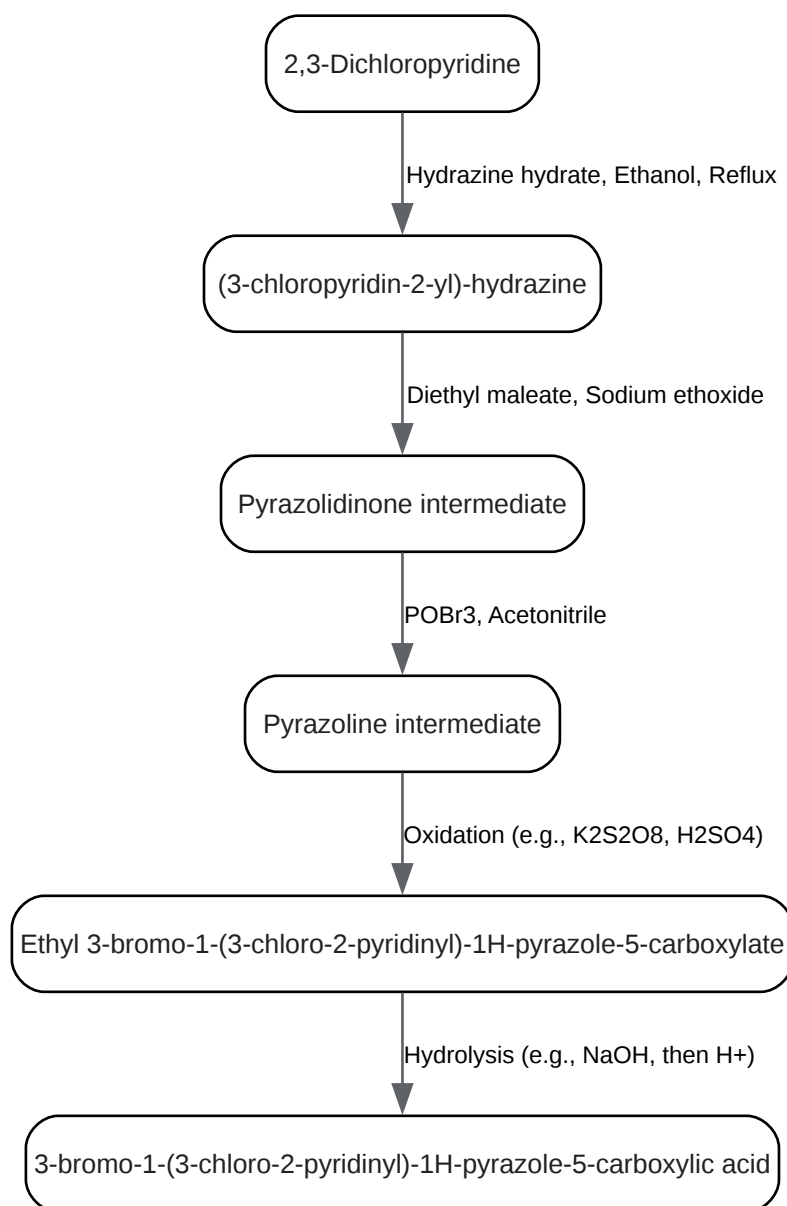 2,3-Dichloropyridine
Hydrazine hydrate, Ethanol, Reflux
(3-chloropyridin-2-yl)-hydrazine
Diethyl maleate, Sodium ethoxide
Pyrazolidinone intermediate
POBr3, Acetonitrile
Pyrazoline intermediate
Oxidation (e.g., K2S2O8, H2SO4)
Ethyl 3-bromo-1-(3-chloro-2-pyridinyl)-1H-pyrazole-5-carboxylate
Hydrolysis (e.g., NaOH, then H+)
3-bromo-1-(3-chloro-2-pyridinyl)-1H-pyrazole-5-carboxylic acid